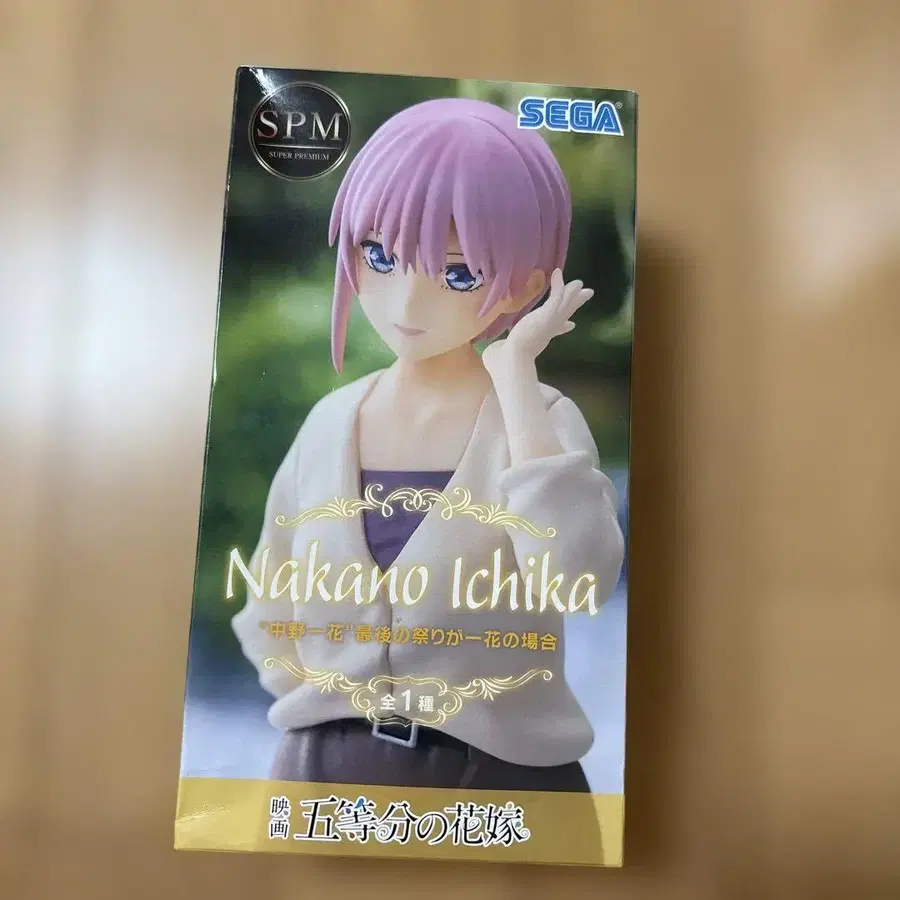 SPM
SUPER PREMIUM
SEGA®
Nakano Ichika
"中野一花"最後の祭りが一花の場合
全1種
映画 五等分の花嫁